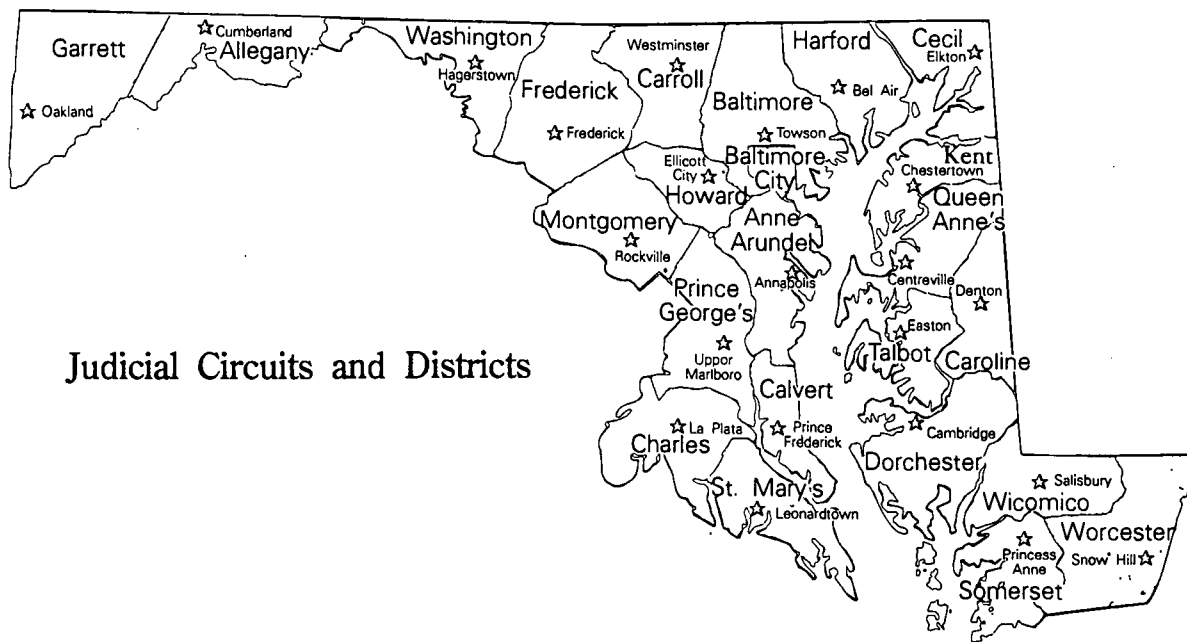 Garrett
Oakland
Cumberland
Allegany
Washington
Hagerstown
Frederick
Frederick
Westminster
Carroll
Baltimore
Towson
Baltimore
City
Harford
Bel Air
Cecil
Elkton
Kent
Chestertown
Queen
Anne's
Centreville
Ellicott
City
Howard
Montgomery
Rockville
Anne
Arundel
Annapolis
Prince
George's
Uppor
Marlboro
Denton
Caroline
Easton
Talbot
Judicial Circuits and Districts
Calvert
Prince
Frederick
La Plata
Charles
St. Mary's
Leonardtown
Cambridge
Dorchester
Salisbury
Wicomico
Worcester
Snow Hill
Princess
Anne
Somerset